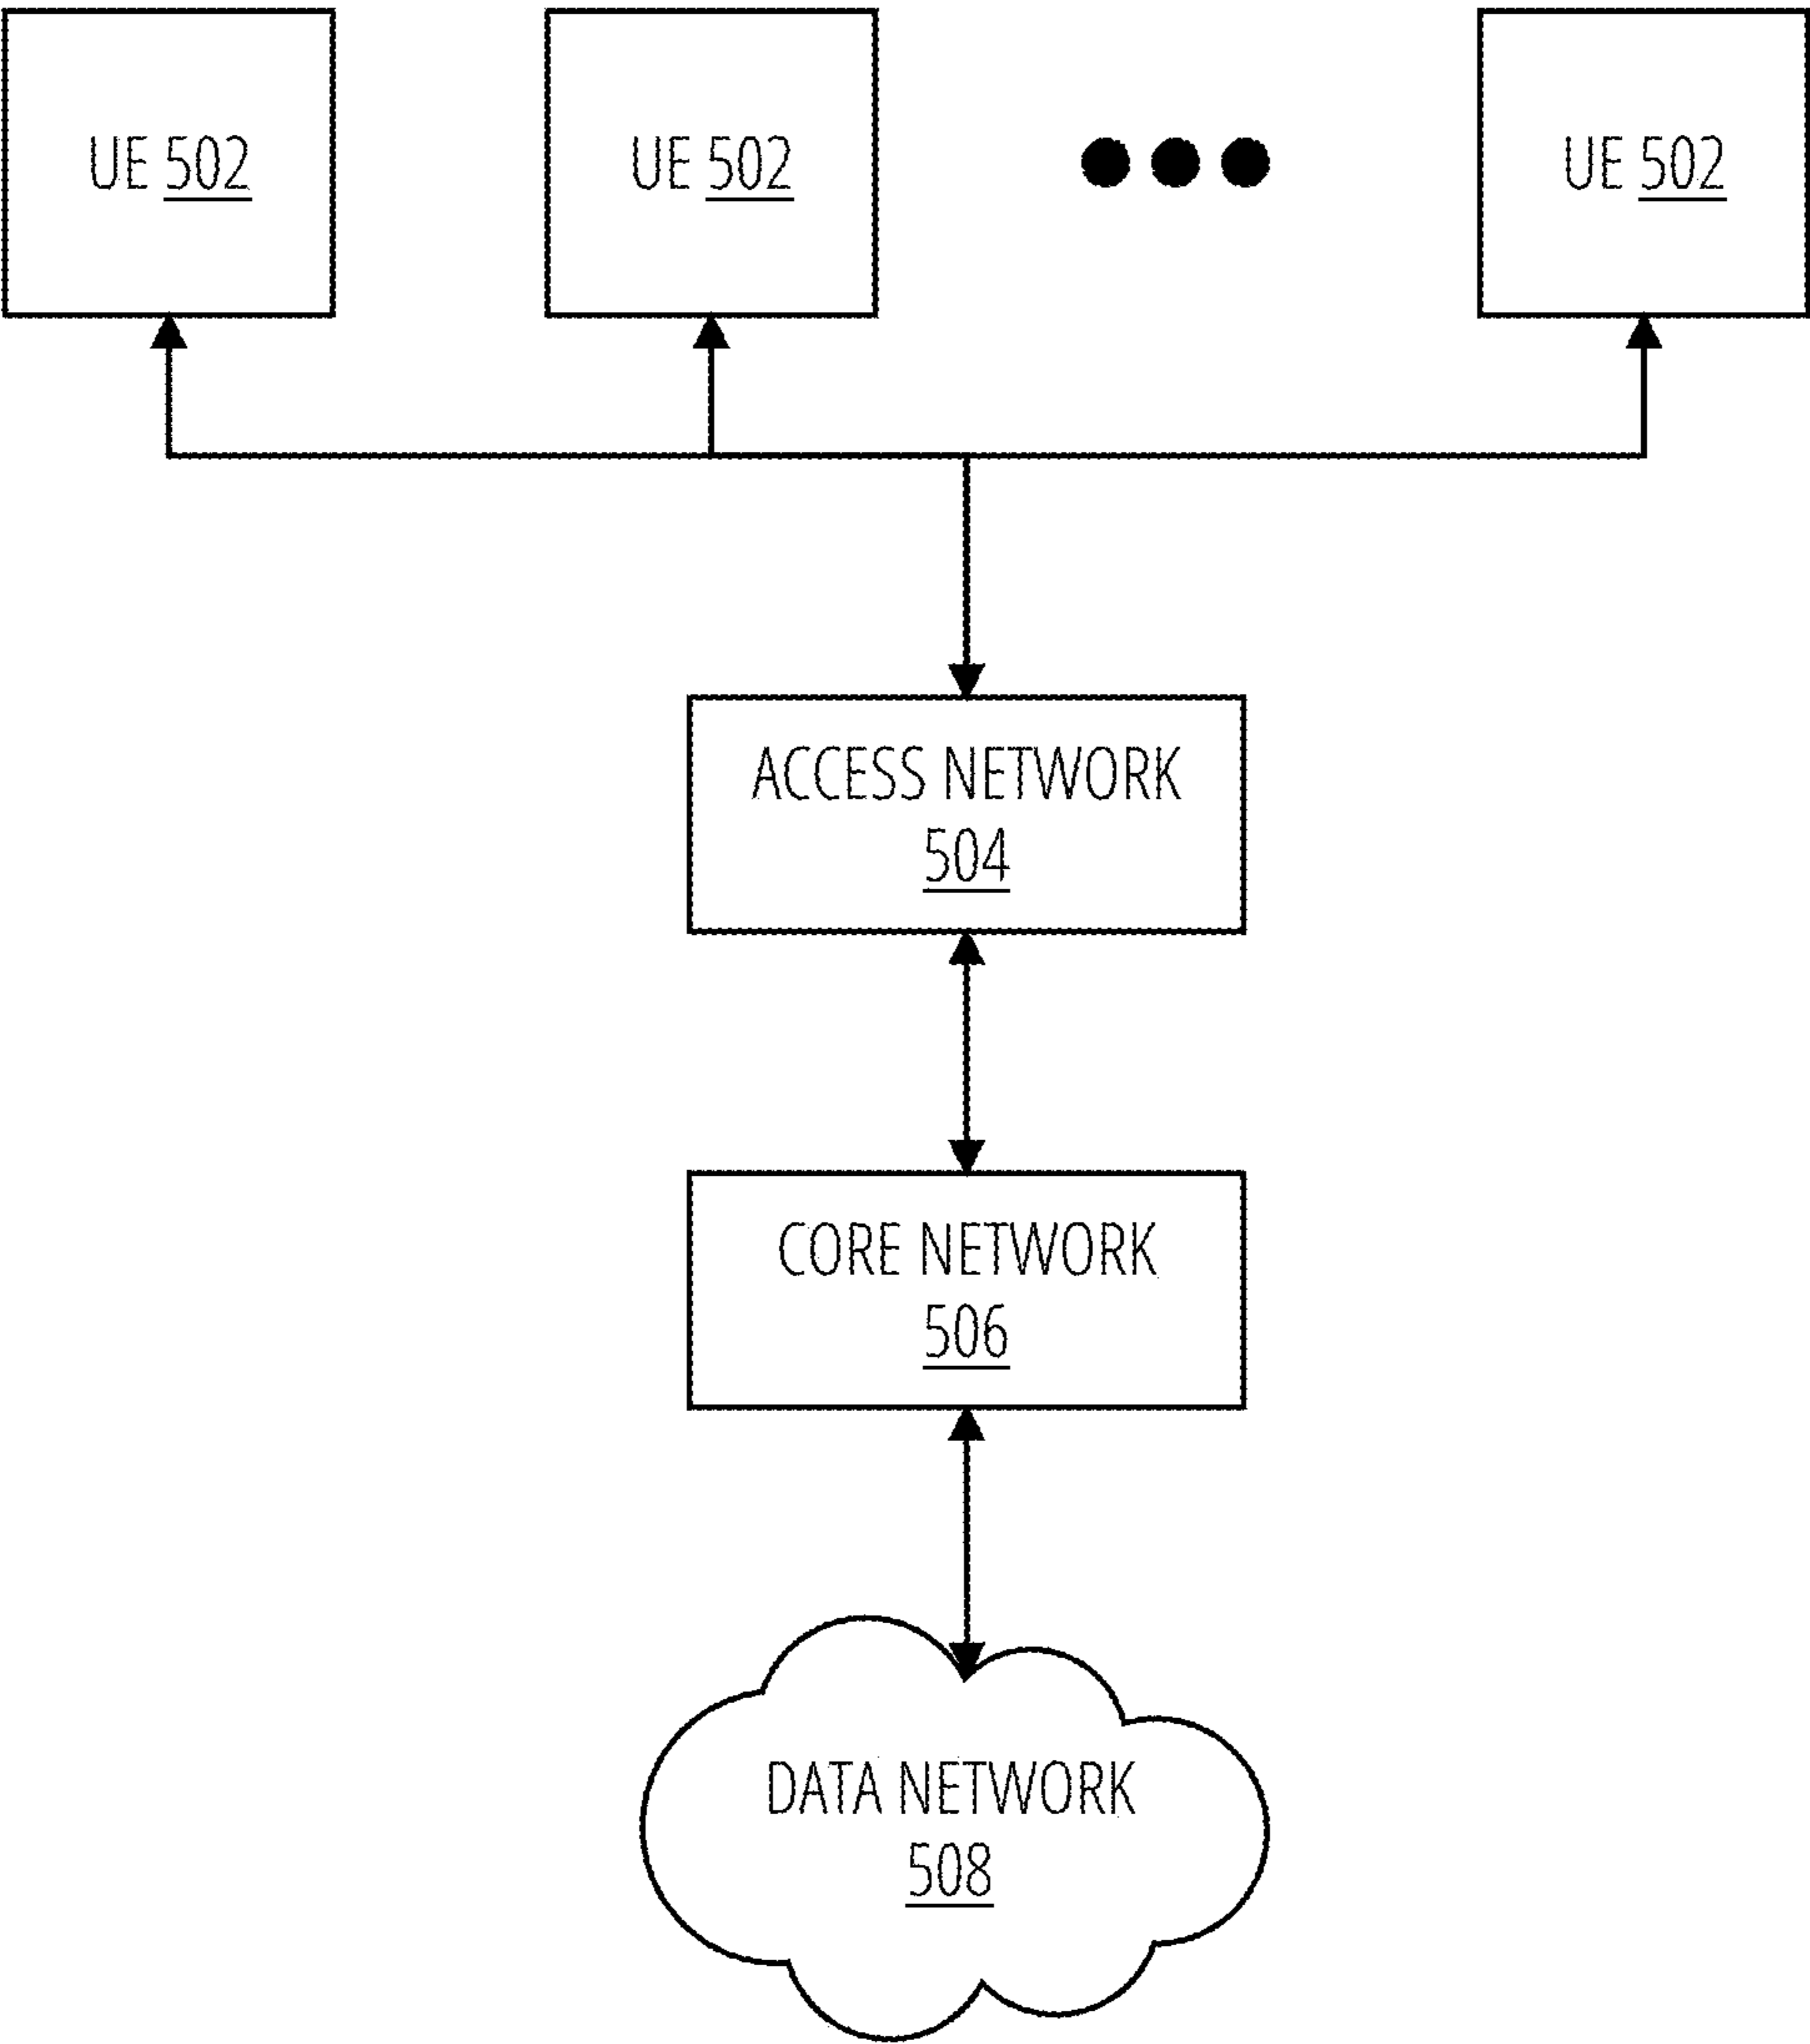 UE 502
UE 502
UE 502
ACCESS NETWORK
504
CORE NETWORK
506
DATA NETWORK
508